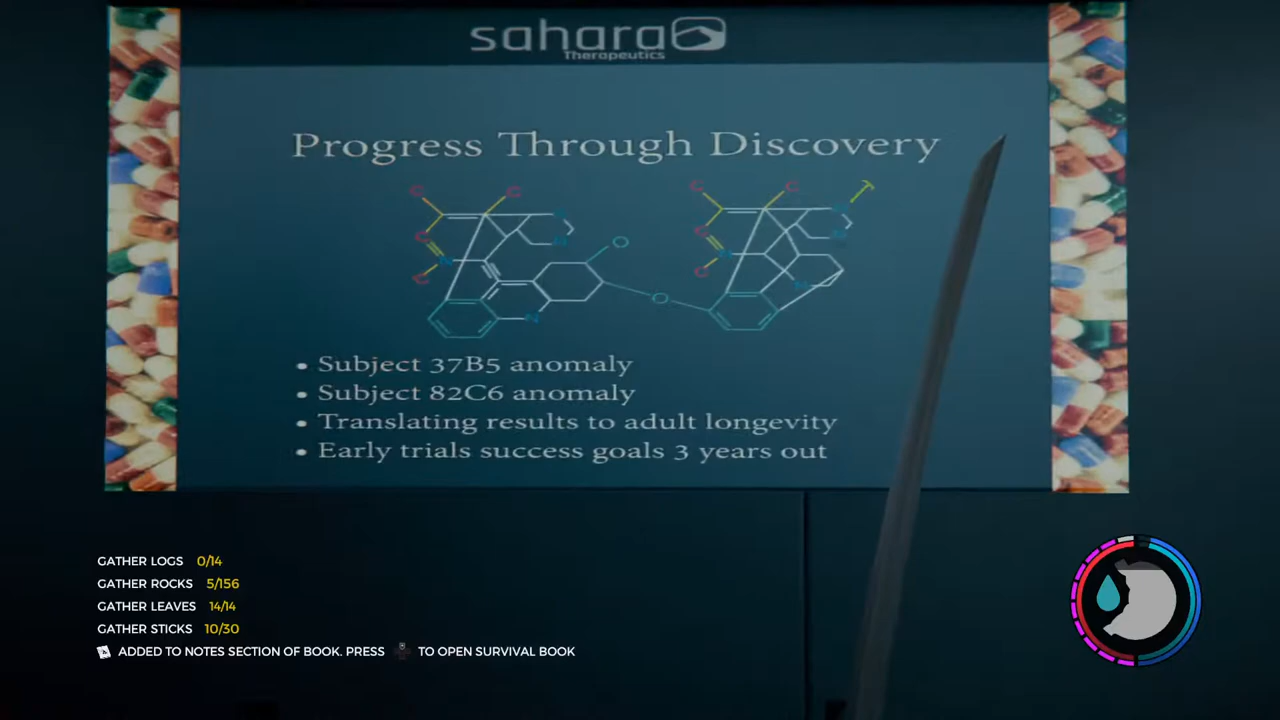 sahara
Therapeutics
Progress Through Discovery
C C C C
O N O N
C N O C N
N O N
N
• Subject 37B5 anomaly
• Subject 82C6 anomaly
• Translating results to adult longevity
• Early trials success goals 3 years out
GATHER LOGS 0/14
GATHER ROCKS 5/156
GATHER LEAVES 14/14
GATHER STICKS 10/30
ADDED TO NOTES SECTION OF BOOK. PRESS TO OPEN SURVIVAL BOOK